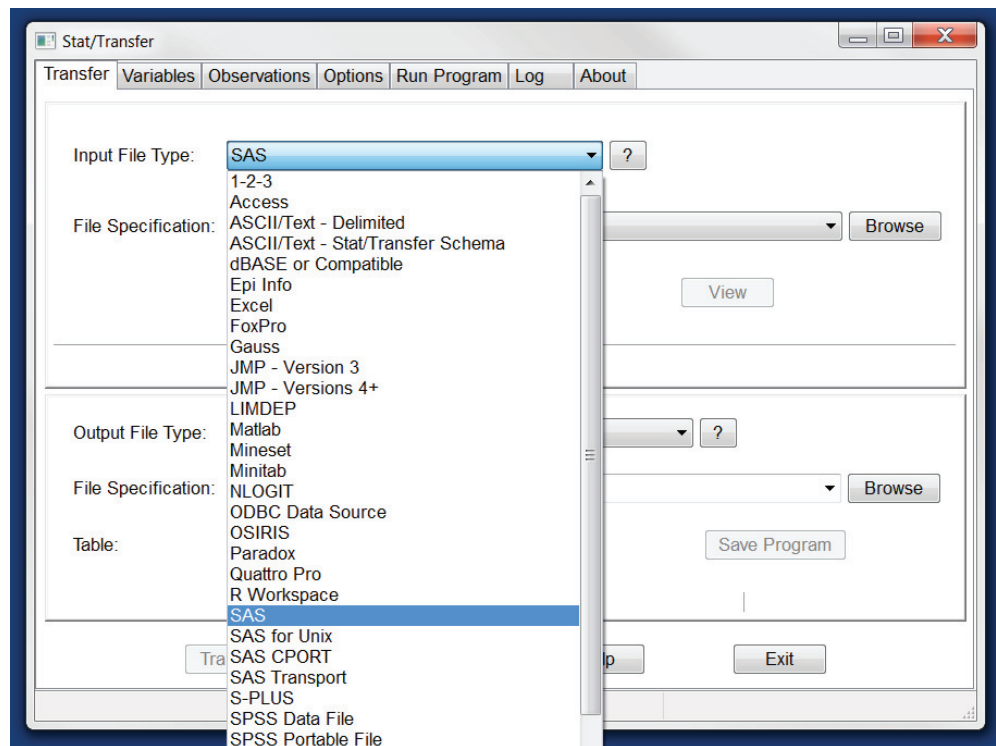 Stat/Transfer
Transfer Variables Observations Options Run Program Log About
Input File Type: SAS ?
1-2-3
Access
File Specification: Browse
ASCII/Text - Delimited
ASCII/Text - Stat/Transfer Schema
dBASE or Compatible
Epi Info
View
Excel
FoxPro
Gauss
JMP - Version 3
JMP - Versions 4+
LIMDEP
Output File Type: ?
Matlab
Mineset
Minitab
File Specification: Browse
NLOGIT
ODBC Data Source
OSIRIS
Table: Save Program
Paradox
Quattro Pro
R Workspace
SAS
SAS for Unix
SAS CPORT
Exit
SAS Transport
S-PLUS
SPSS Data File
SPSS Portable File